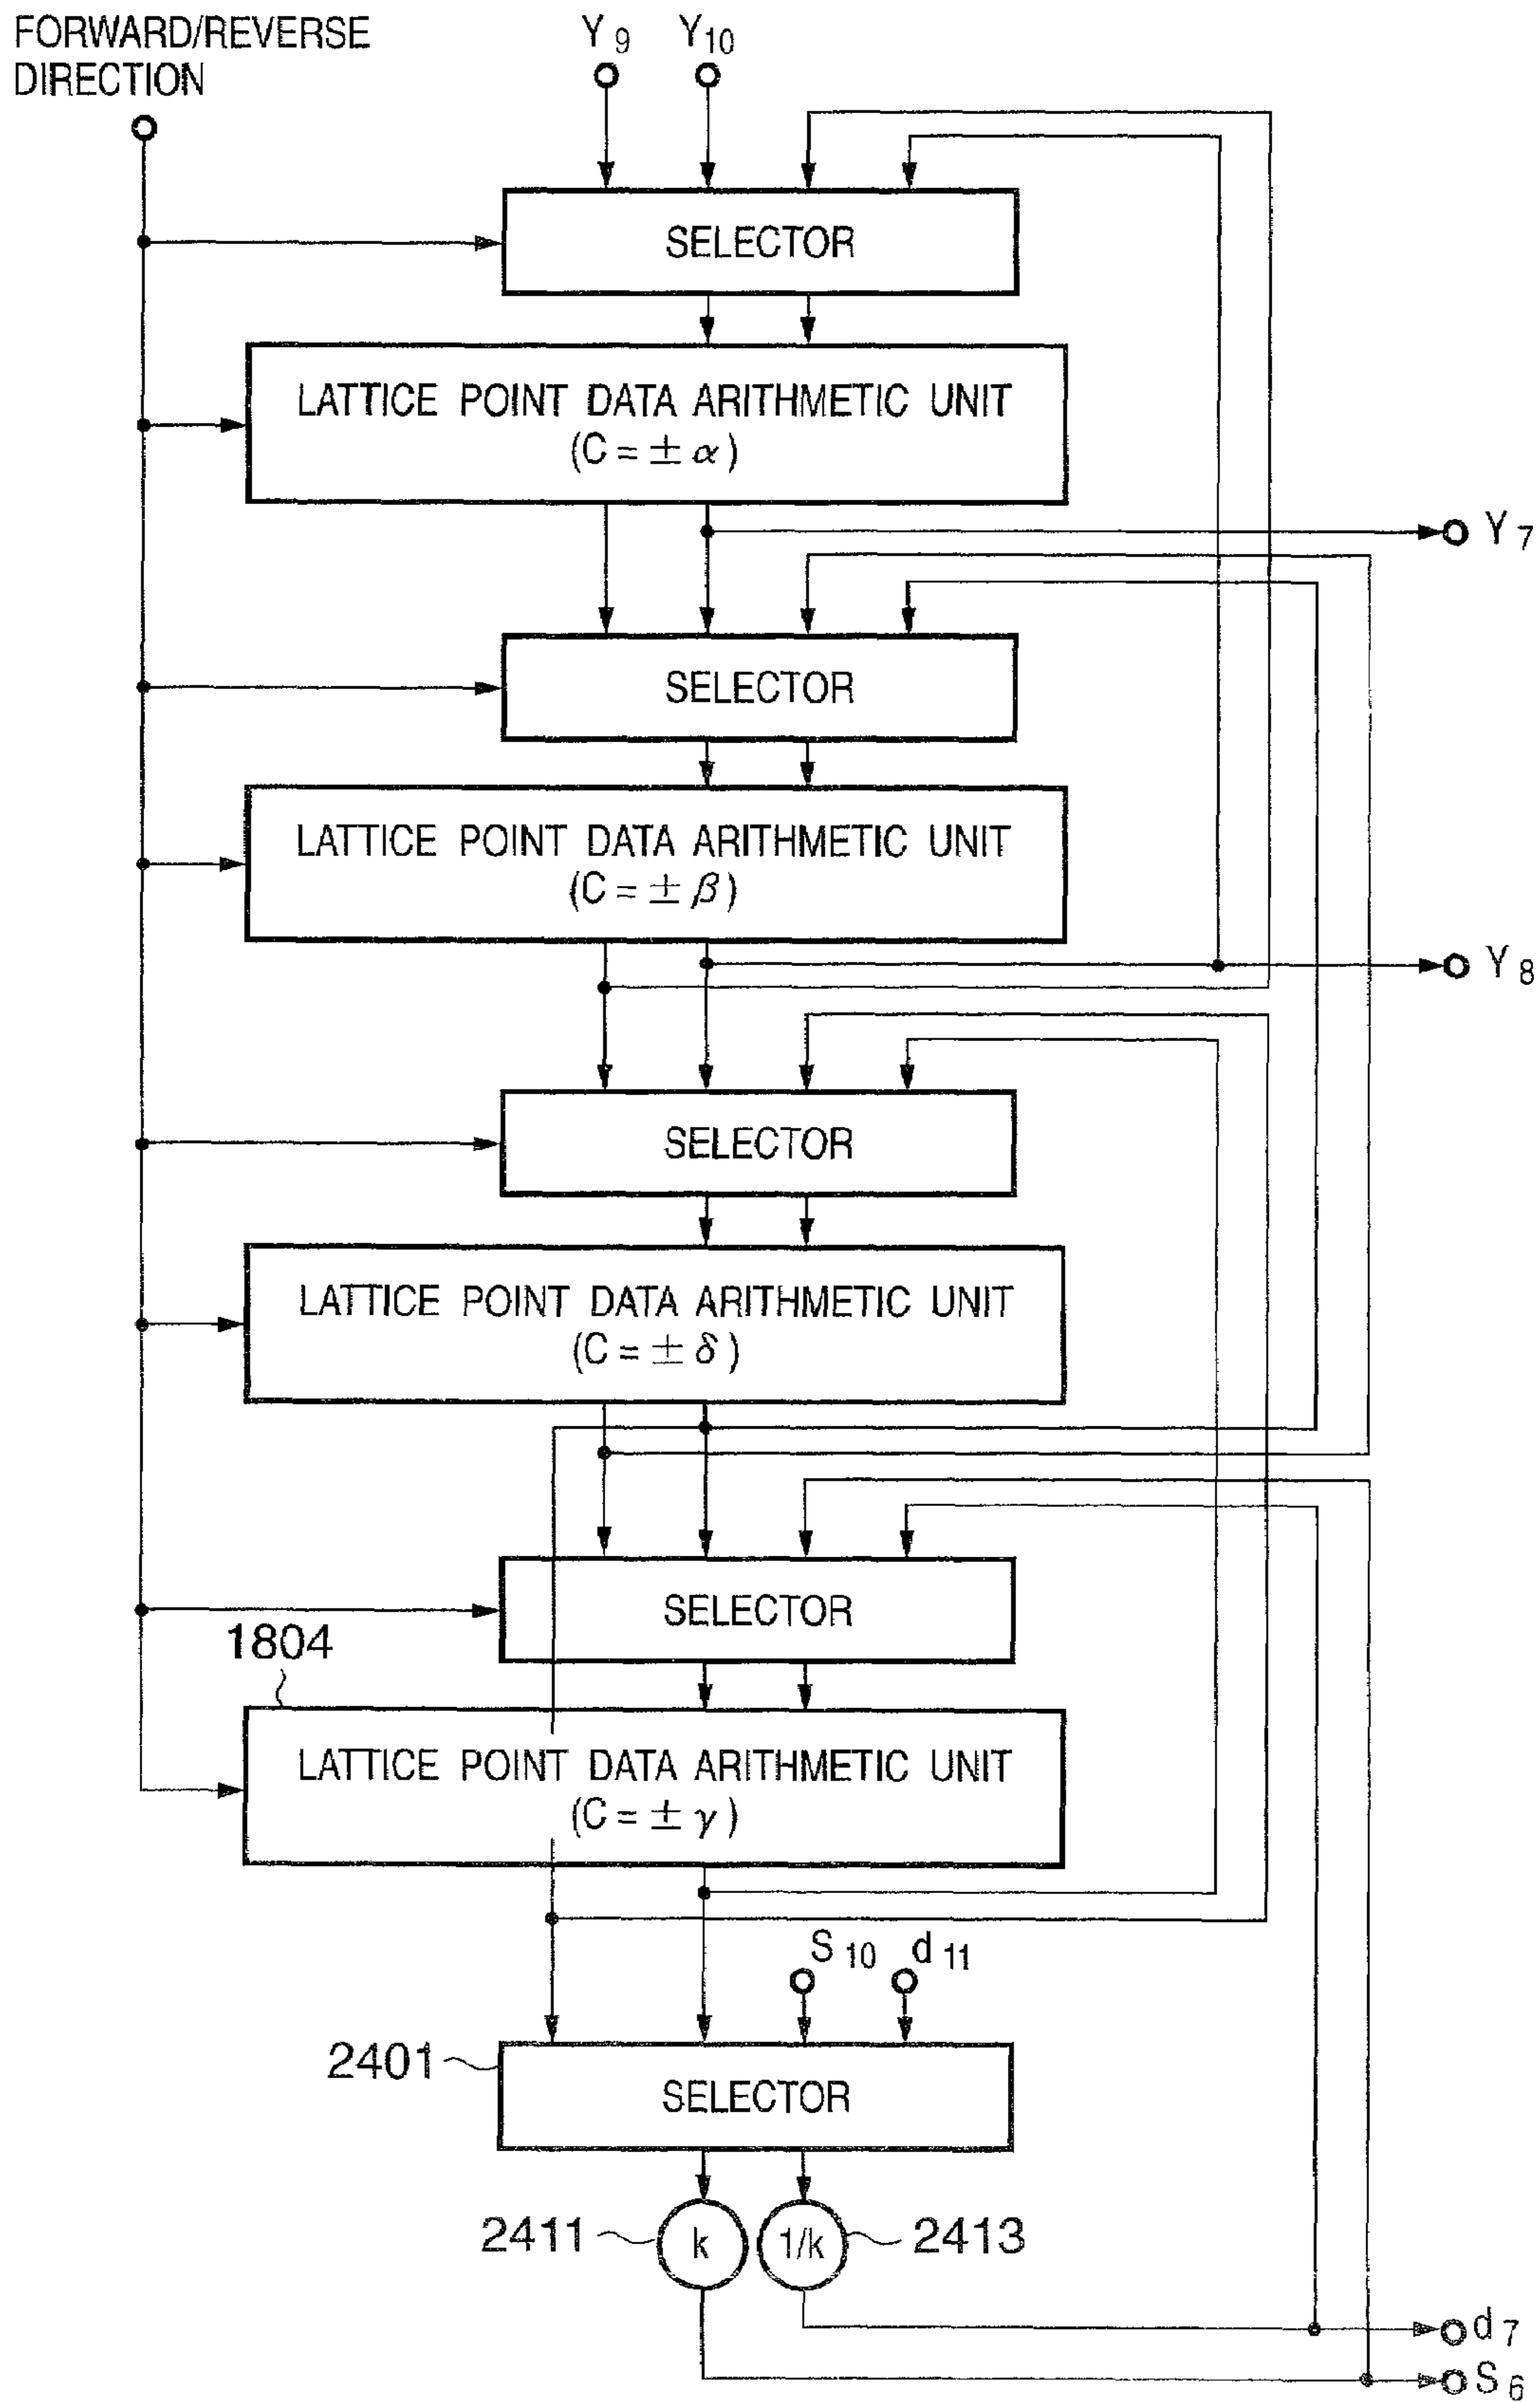 FORWARD/REVERSE
DIRECTION
Y9 Y10
SELECTOR
LATTICE POINT DATA ARITHMETIC UNIT
(C = ± α)
Y7
SELECTOR
LATTICE POINT DATA ARITHMETIC UNIT
(C = ± β)
Y8
SELECTOR
LATTICE POINT DATA ARITHMETIC UNIT
(C = ± δ)
SELECTOR
1804
LATTICE POINT DATA ARITHMETIC UNIT
(C = ± γ)
S10 d11
2401
SELECTOR
2411 k 1/k 2413
d7
S6